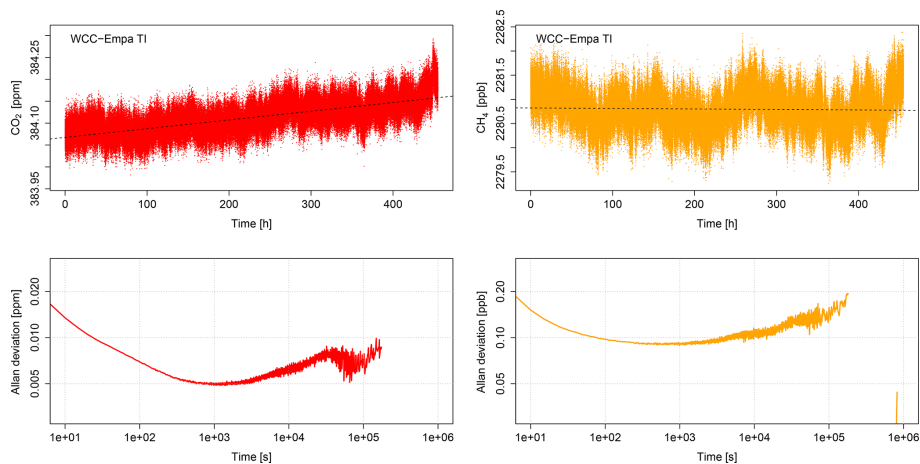 WCC−Empa TI
CO2 [ppm]
384.25
384.10
383.95
0 100 200 300 400
Time [h]
WCC−Empa TI
CH4 [ppb]
2282.5
2281.5
2280.5
2279.5
0 100 200 300 400
Time [h]
Allan deviation [ppm]
0.020
0.010
0.005
1e+01 1e+02 1e+03 1e+04 1e+05 1e+06
Time [s]
Allan deviation [ppb]
0.20
0.10
0.05
1e+01 1e+02 1e+03 1e+04 1e+05 1e+06
Time [s]